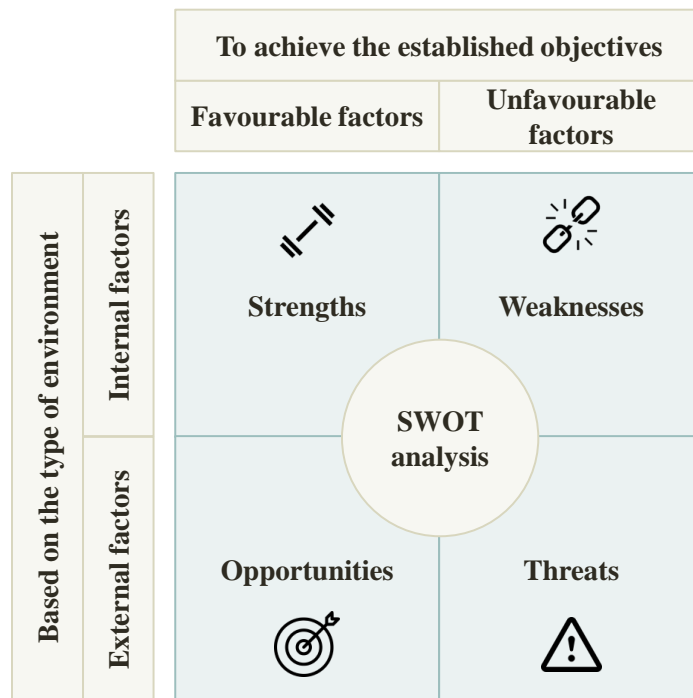 To achieve the established objectives
Favourable factors
Unfavourable
factors
Based on the type of environment
Internal factors
External factors
Strengths
Weaknesses
SWOT
analysis
Opportunities
Threats